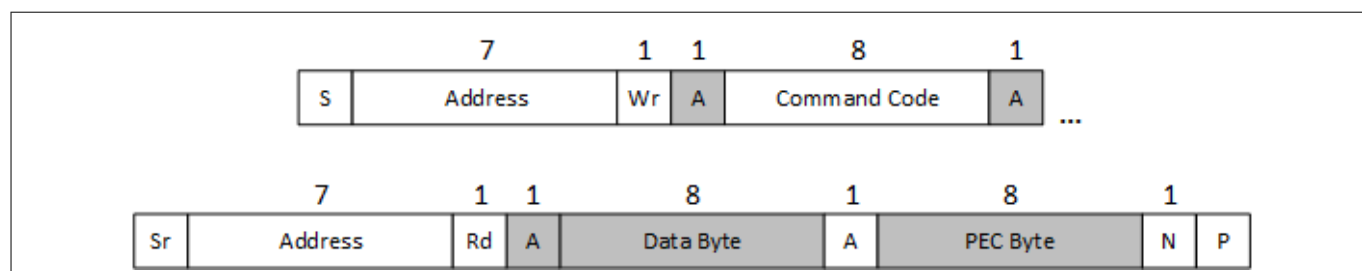 7 1 1 8 1
S Address Wr A Command Code A ...
7 1 1 8 1 8 1
Sr Address Rd A Data Byte A PEC Byte N P